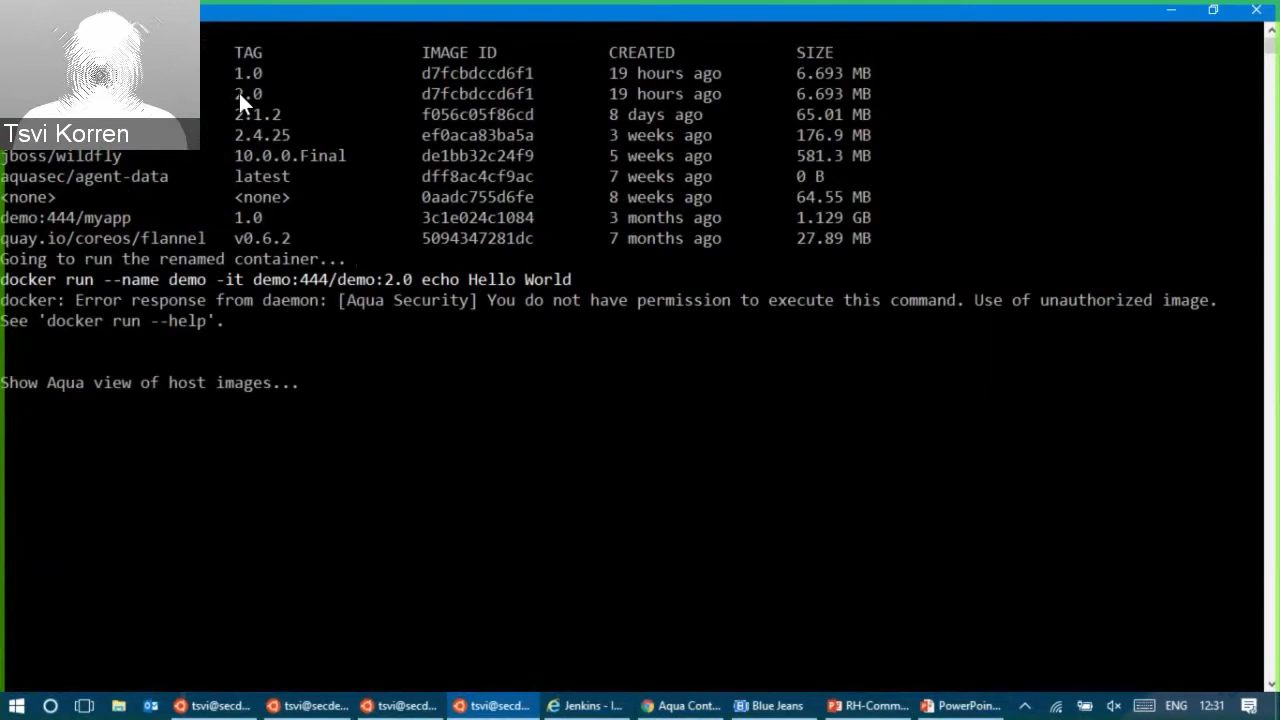 TAG IMAGE ID CREATED SIZE
1.0 d7fcbdccd6f1 19 hours ago 6.693 MB
2.0 d7fcbdccd6f1 19 hours ago 6.693 MB
2.1.2 f056c05f86cd 8 days ago 65.01 MB
Tsvi Korren
2.4.25 ef0aca83ba5a 3 weeks ago 176.9 MB
jboss/wildfly 10.0.0.Final de1bb32c24f9 5 weeks ago 581.3 MB
aquasec/agent-data latest dff8ac4cf9ac 7 weeks ago 0 B
<none> <none> 0aadc755d6fe 8 weeks ago 64.55 MB
demo:444/myapp 1.0 3c1e024c1084 3 months ago 1.129 GB
quay.io/coreos/flannel v0.6.2 5094347281dc 7 months ago 27.89 MB
Going to run the renamed container...
docker run --name demo -it demo:444/demo:2.0 echo Hello World
docker: Error response from daemon: [Aqua Security] You do not have permission to execute this command. Use of unauthorized image.
See 'docker run --help'.
Show Aqua view of host images...
tsvi@secd... tsvi@secde... tsvi@secd... tsvi@secd... Jenkins - I... Aqua Cont... Blue Jeans RH-Comm... PowerPoin... ENG 12:31